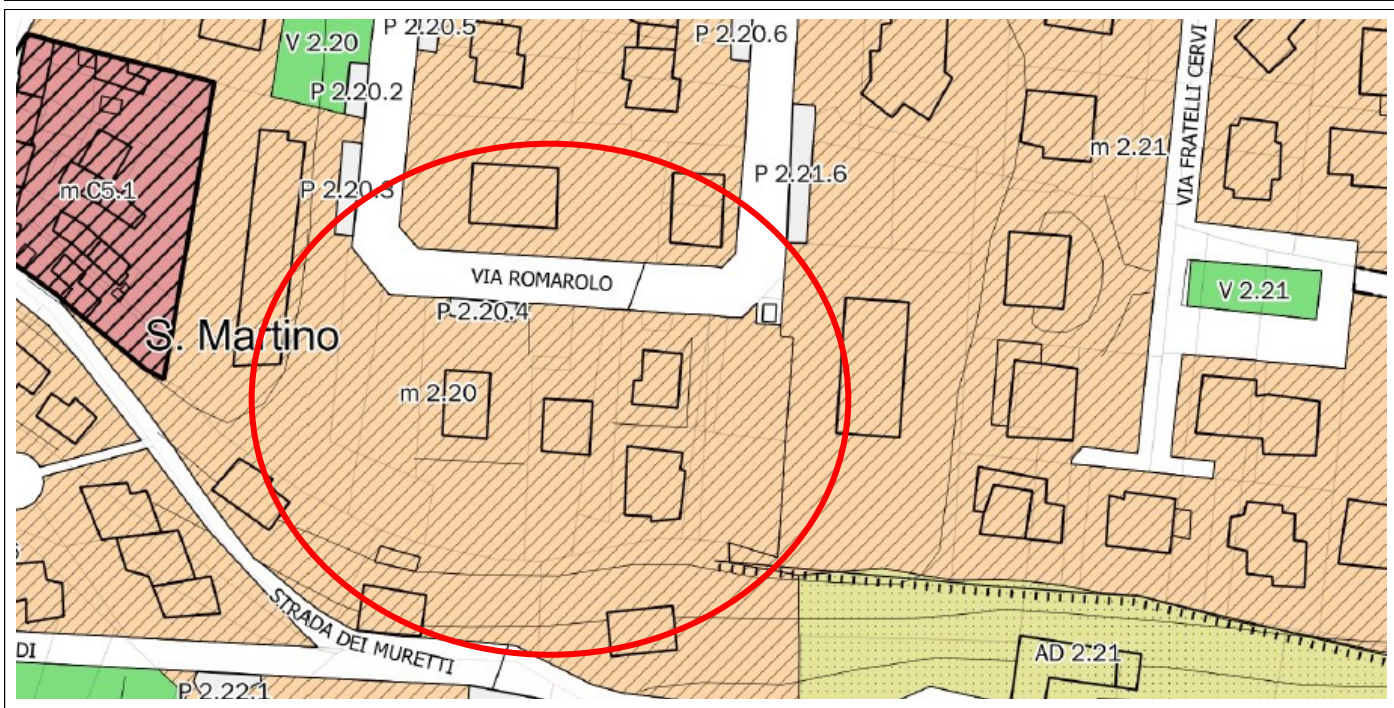 P 2.20.5
P 2.20.6
V 2.20
VIA FRATELLI CERVI
P 2.20.2
m 2.21
P 2.21.6
m C5.1
P 2.20.3
VIA ROMAROLO
V 2.21
P 2.20.4
S. Martino
m 2.20
STRADA DEI MURETTI
DI
AD 2.21
P 2.22.1